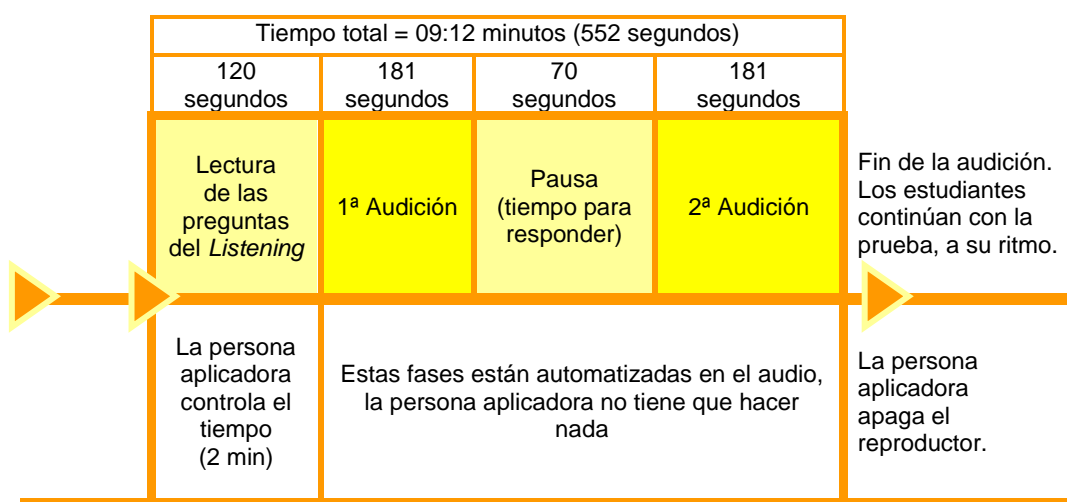 Tiempo total = 09:12 minutos (552 segundos)
120
segundos
181
segundos
70
segundos
181
segundos
Lectura
de las
preguntas
del Listening
1ª Audición
Pausa
(tiempo para
responder)
2ª Audición
Fin de la audición.
Los estudiantes
continúan con la
prueba, a su ritmo.
La persona
aplicadora
controla el
tiempo
(2 min)
Estas fases están automatizadas en el audio,
la persona aplicadora no tiene que hacer
nada
La persona
aplicadora
apaga el
reproductor.